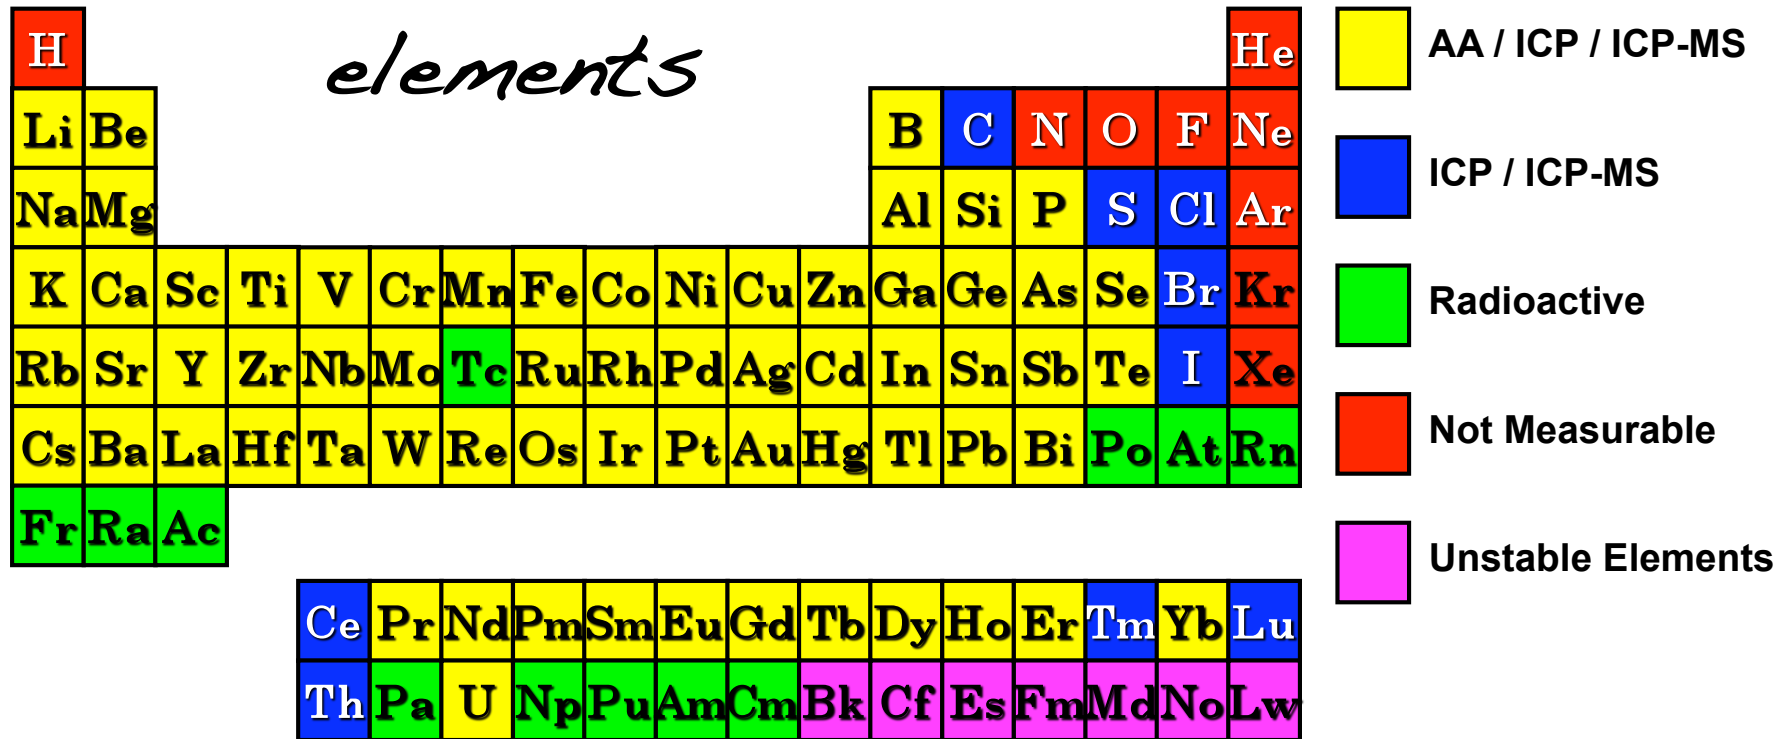 elements
H He
Li Be B C N O F Ne
Na Mg Al Si P S Cl Ar
K Ca Sc Ti V Cr Mn Fe Co Ni Cu Zn Ga Ge As Se Br Kr
Rb Sr Y Zr Nb Mo Tc Ru Rh Pd Ag Cd In Sn Sb Te I Xe
Cs Ba La Hf Ta W Re Os Ir Pt Au Hg Tl Pb Bi Po At Rn
Fr Ra Ac
Ce Pr Nd Pm Sm Eu Gd Tb Dy Ho Er Tm Yb Lu
Th Pa U Np Pu Am Cm Bk Cf Es Fm Md No Lw
AA / ICP / ICP-MS
ICP / ICP-MS
Radioactive
Not Measurable
Unstable Elements